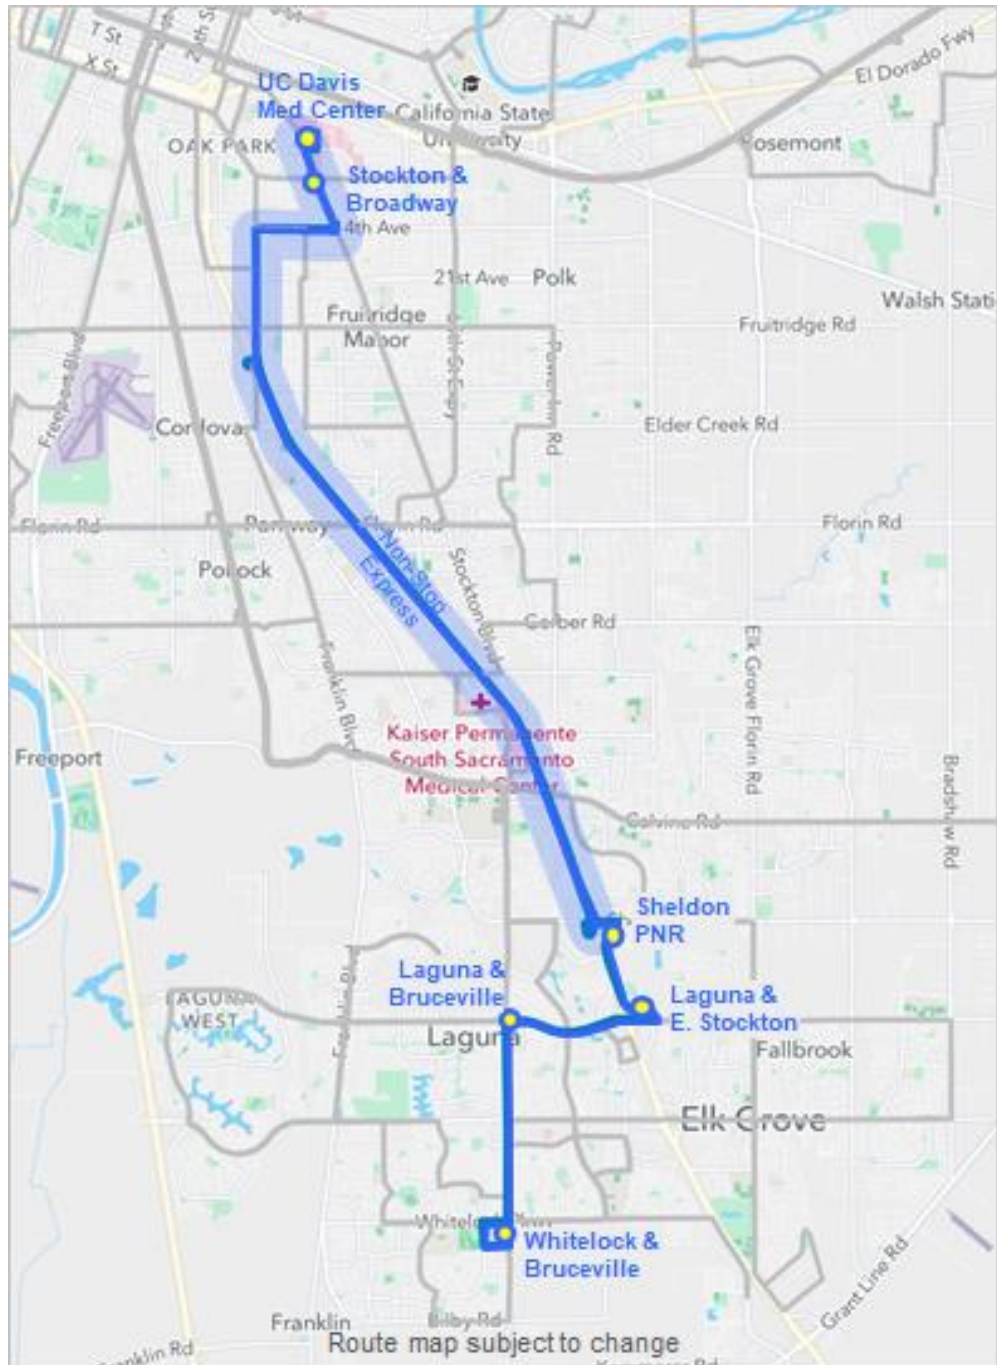 T St
X St
El Dorado Fwy
UC Davis
Med Center
California State
University
OAK PARK
Rosemont
Stockton &
Broadway
14th Ave
21st Ave
Polk
Walsh Stati
Fruitridge
Manor
Fruitridge Rd
Freeport Blvd
Power Inn Rd
Cordova
Elder Creek Rd
Florin Rd
Parkway
Florin Rd
Florin Rd
Non-Stop
Express
Stockton Blvd
Pollock
Gerber Rd
Franklin Blvd
Elk Grove Florin Rd
Kaiser Permanente
South Sacramento
Medical Center
Freeport
Bradshaw Rd
Calvine Rd
Sheldon
PNR
Laguna &
Bruceville
Laguna &
E. Stockton
LAGUNA
WEST
Laguna
Franklin Blvd
Fallbrook
Elk Grove
Whitelock &
Bruceville
Grant Line Rd
Franklin
Bilby Rd
Route map subject to change